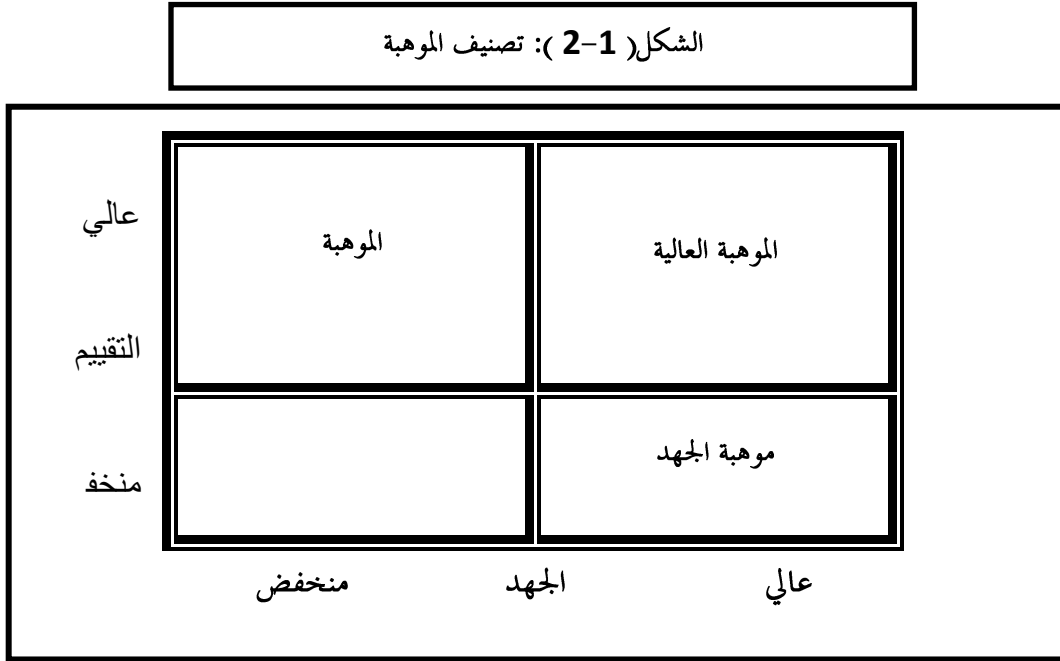 الشكل( 1-2 ): تصنيف الموهبة
عالي
الموهبة العالية
الموهبة
التقييم
موهبة الجهد
منخف
عالي
الجهد
منخفض